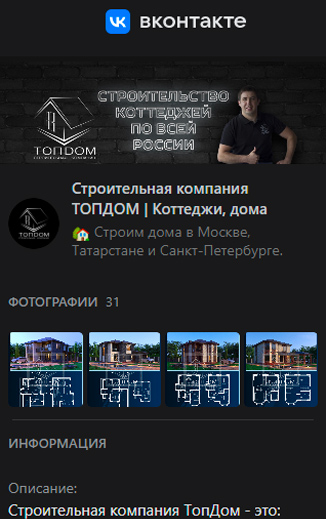 вконтакте
СТРОИТЕЛЬСТВО
КОТТЕДЖЕЙ
ПО ВСЕЙ
РОССИИ
ТОПДОМ
Строительная компания
ТОПДОМ | Коттеджи, дома
ТОПДОМ
🏡 Строим дома в Москве,
Татарстане и Санкт-Петербурге.
ФОТОГРАФИИ 31
ИНФОРМАЦИЯ
Описание:
Строительная компания ТопДом - это: